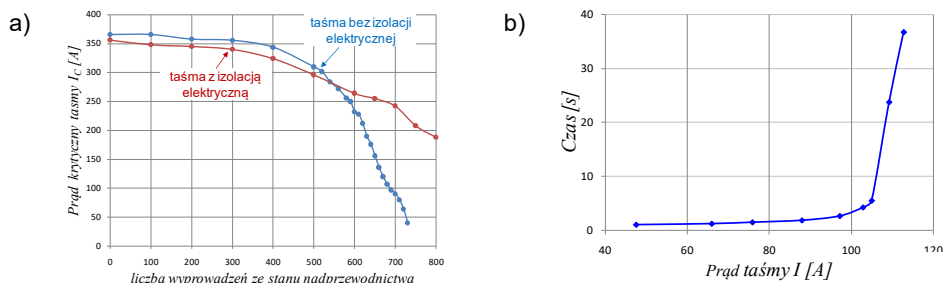 a)
Prąd krytyczny taśmy I_C [A]
400
350
300
250
200
150
100
50
0
taśma bez izolacji
elektrycznej
taśma z izolacją
elektryczną
0 100 200 300 400 500 600 700 800
liczba wyprowadzeń ze stanu nadprzewodnictwa
b)
Czas [s]
40
30
20
10
0
40 60 80 100 120
Prąd taśmy I [A]